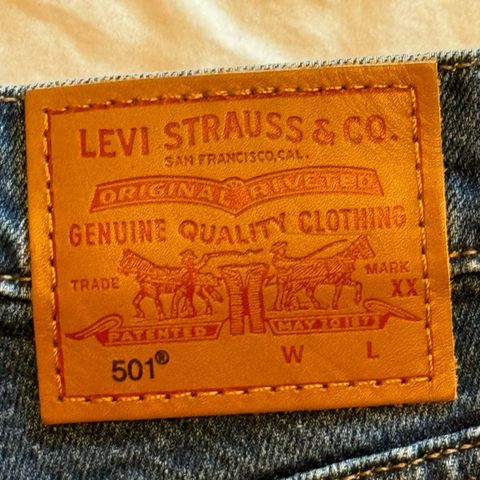 LEVI STRAUSS & CO.
SAN FRANCISCO, CAL.
ORIGINAL RIVETED
GENUINE QUALITY CLOTHING
TRADE MARK
XX
PATENTED MAY 20 1873
501® W L